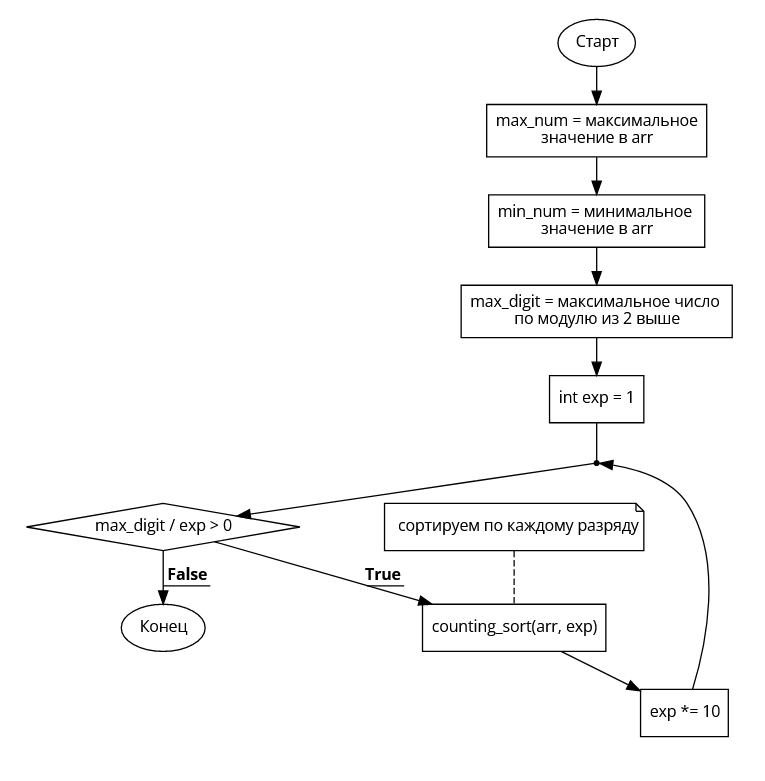 Старт
max_num = максимальное
значение в arr
min_num = минимальное
значение в arr
max_digit = максимальное число
по модулю из 2 выше
int exp = 1
max_digit / exp > 0
сортируем по каждому разряду
False
True
Конец
counting_sort(arr, exp)
exp *= 10